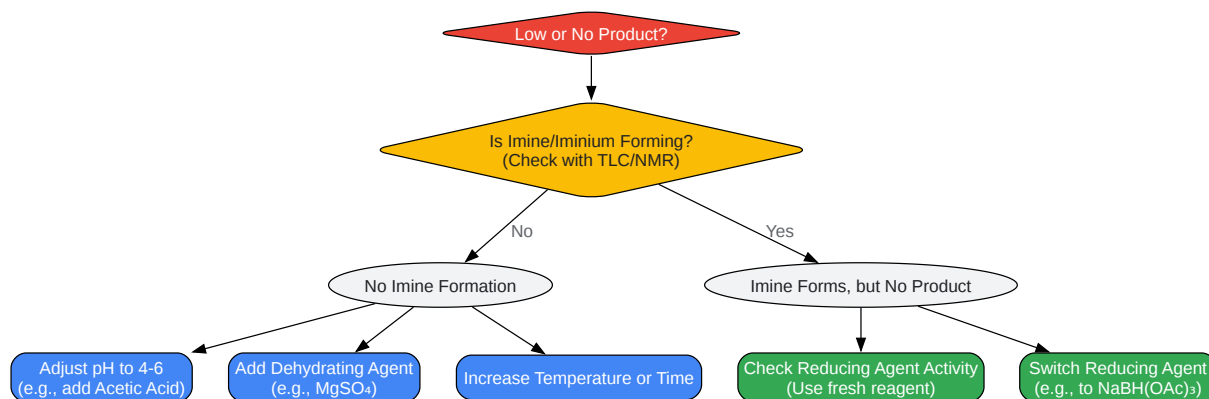 Low or No Product?
Is Imine/Iminium Forming?
(Check with TLC/NMR)
No
Yes
No Imine Formation
Imine Forms, but No Product
Adjust pH to 4-6
(e.g., add Acetic Acid)
Add Dehydrating Agent
(e.g., MgSO₄)
Increase Temperature or Time
Check Reducing Agent Activity
(Use fresh reagent)
Switch Reducing Agent
(e.g., to NaBH(OAc)₃)